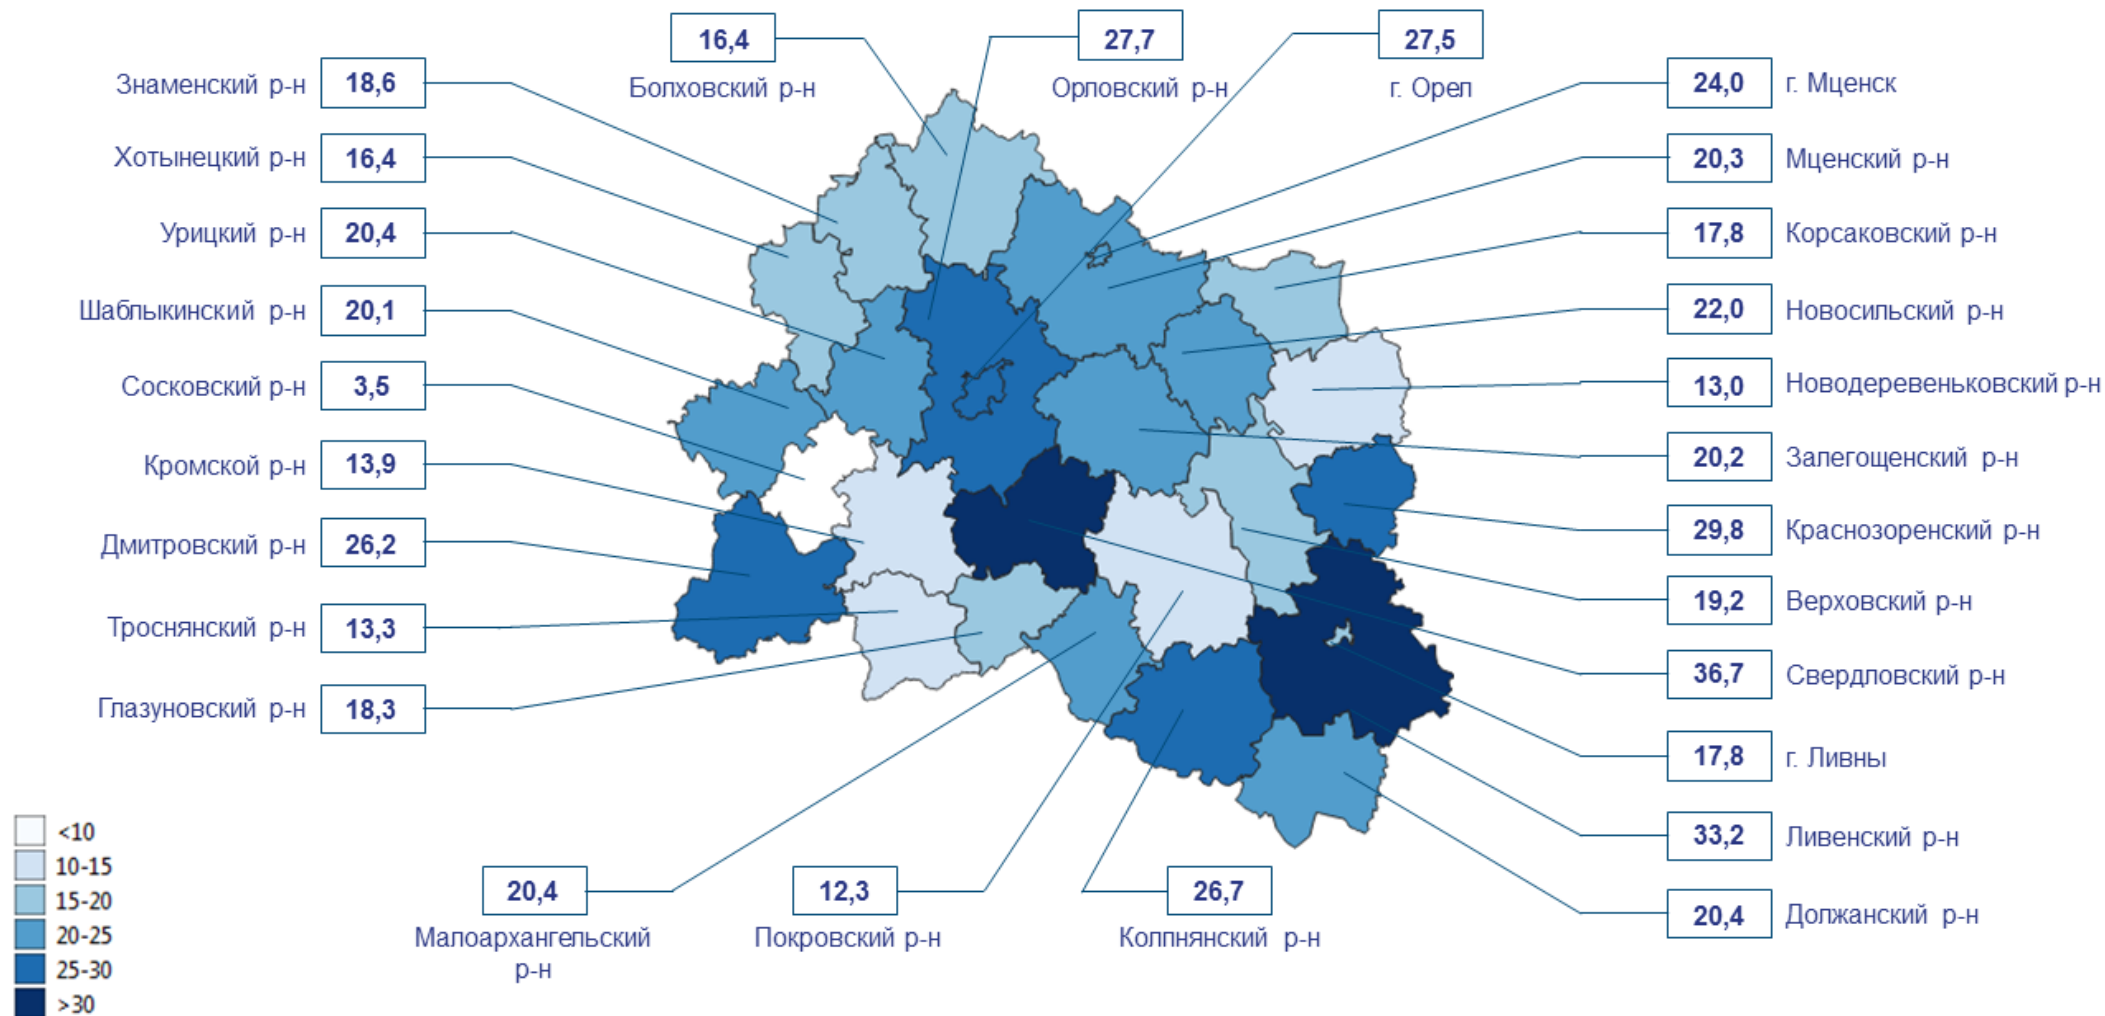 16,4
Болховский р-н
27,7
Орловский р-н
27,5
г. Орел
Знаменский р-н 18,6
Хотынецкий р-н 16,4
Урицкий р-н 20,4
Шаблыкинский р-н 20,1
Сосковский р-н 3,5
Кромской р-н 13,9
Дмитровский р-н 26,2
Троснянский р-н 13,3
Глазуновский р-н 18,3
24,0 г. Мценск
20,3 Мценский р-н
17,8 Корсаковский р-н
22,0 Новосильский р-н
13,0 Новодеревеньковский р-н
20,2 Залегощенский р-н
29,8 Краснозоренский р-н
19,2 Верховский р-н
36,7 Свердловский р-н
17,8 г. Ливны
33,2 Ливенский р-н
20,4 Должанский р-н
20,4
Малоархангельский
р-н
12,3
Покровский р-н
26,7
Колпнянский р-н
<10
10-15
15-20
20-25
25-30
>30